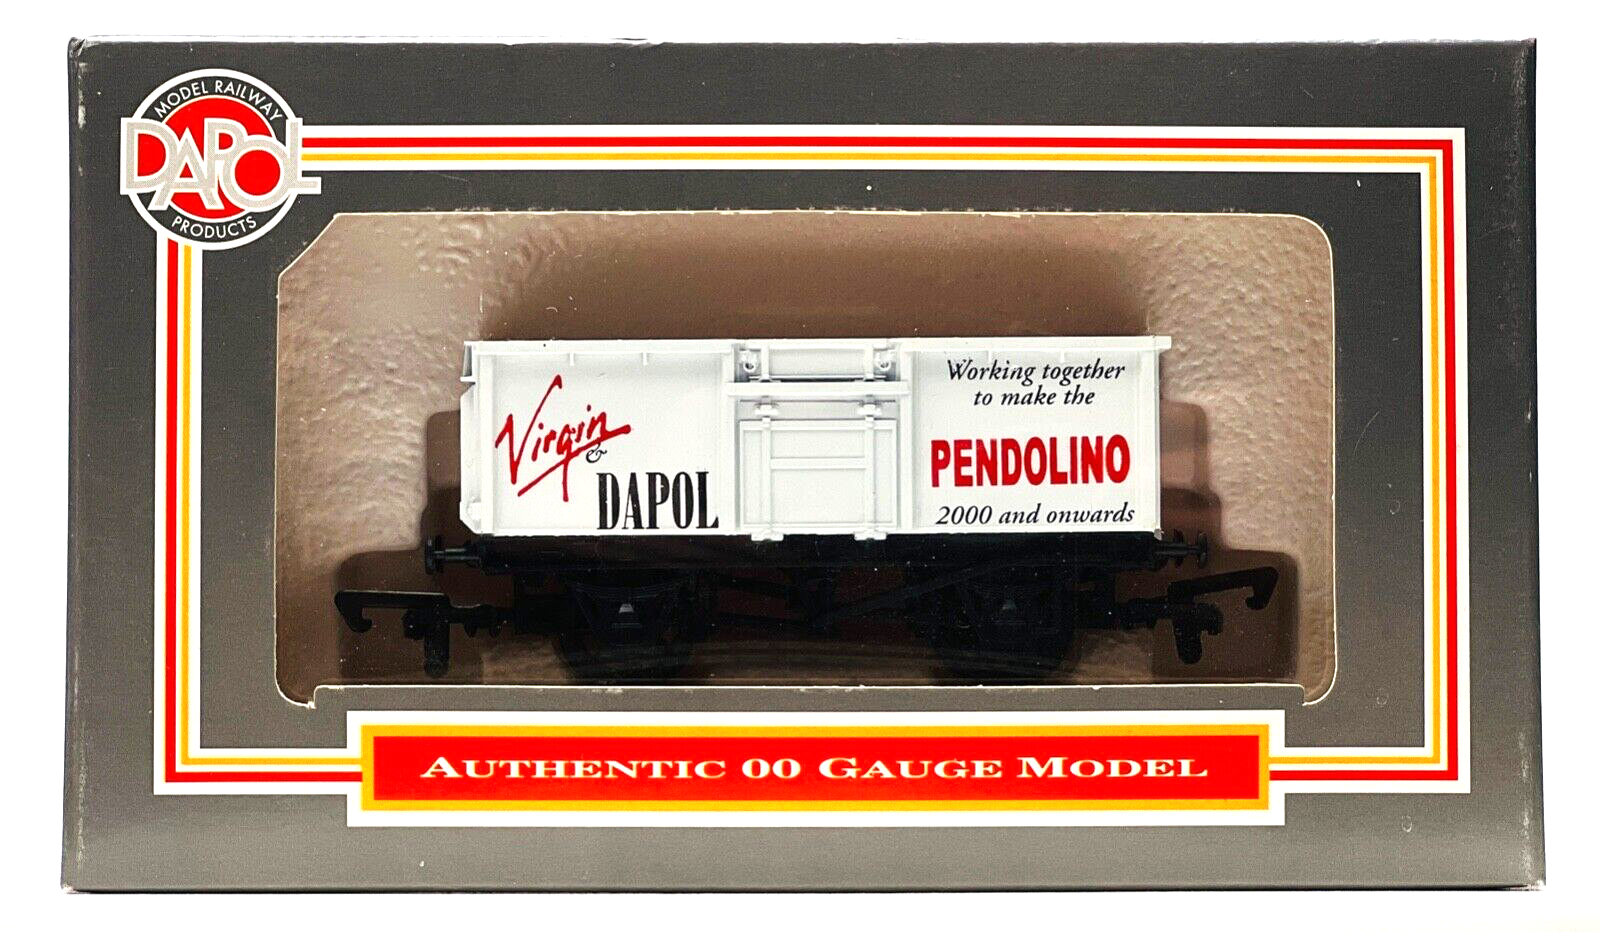 MODEL RAILWAY
DAPOL
PRODUCTS
Virgin
&
DAPOL
Working together
to make the
PENDOLINO
2000 and onwards
AUTHENTIC 00 GAUGE MODEL